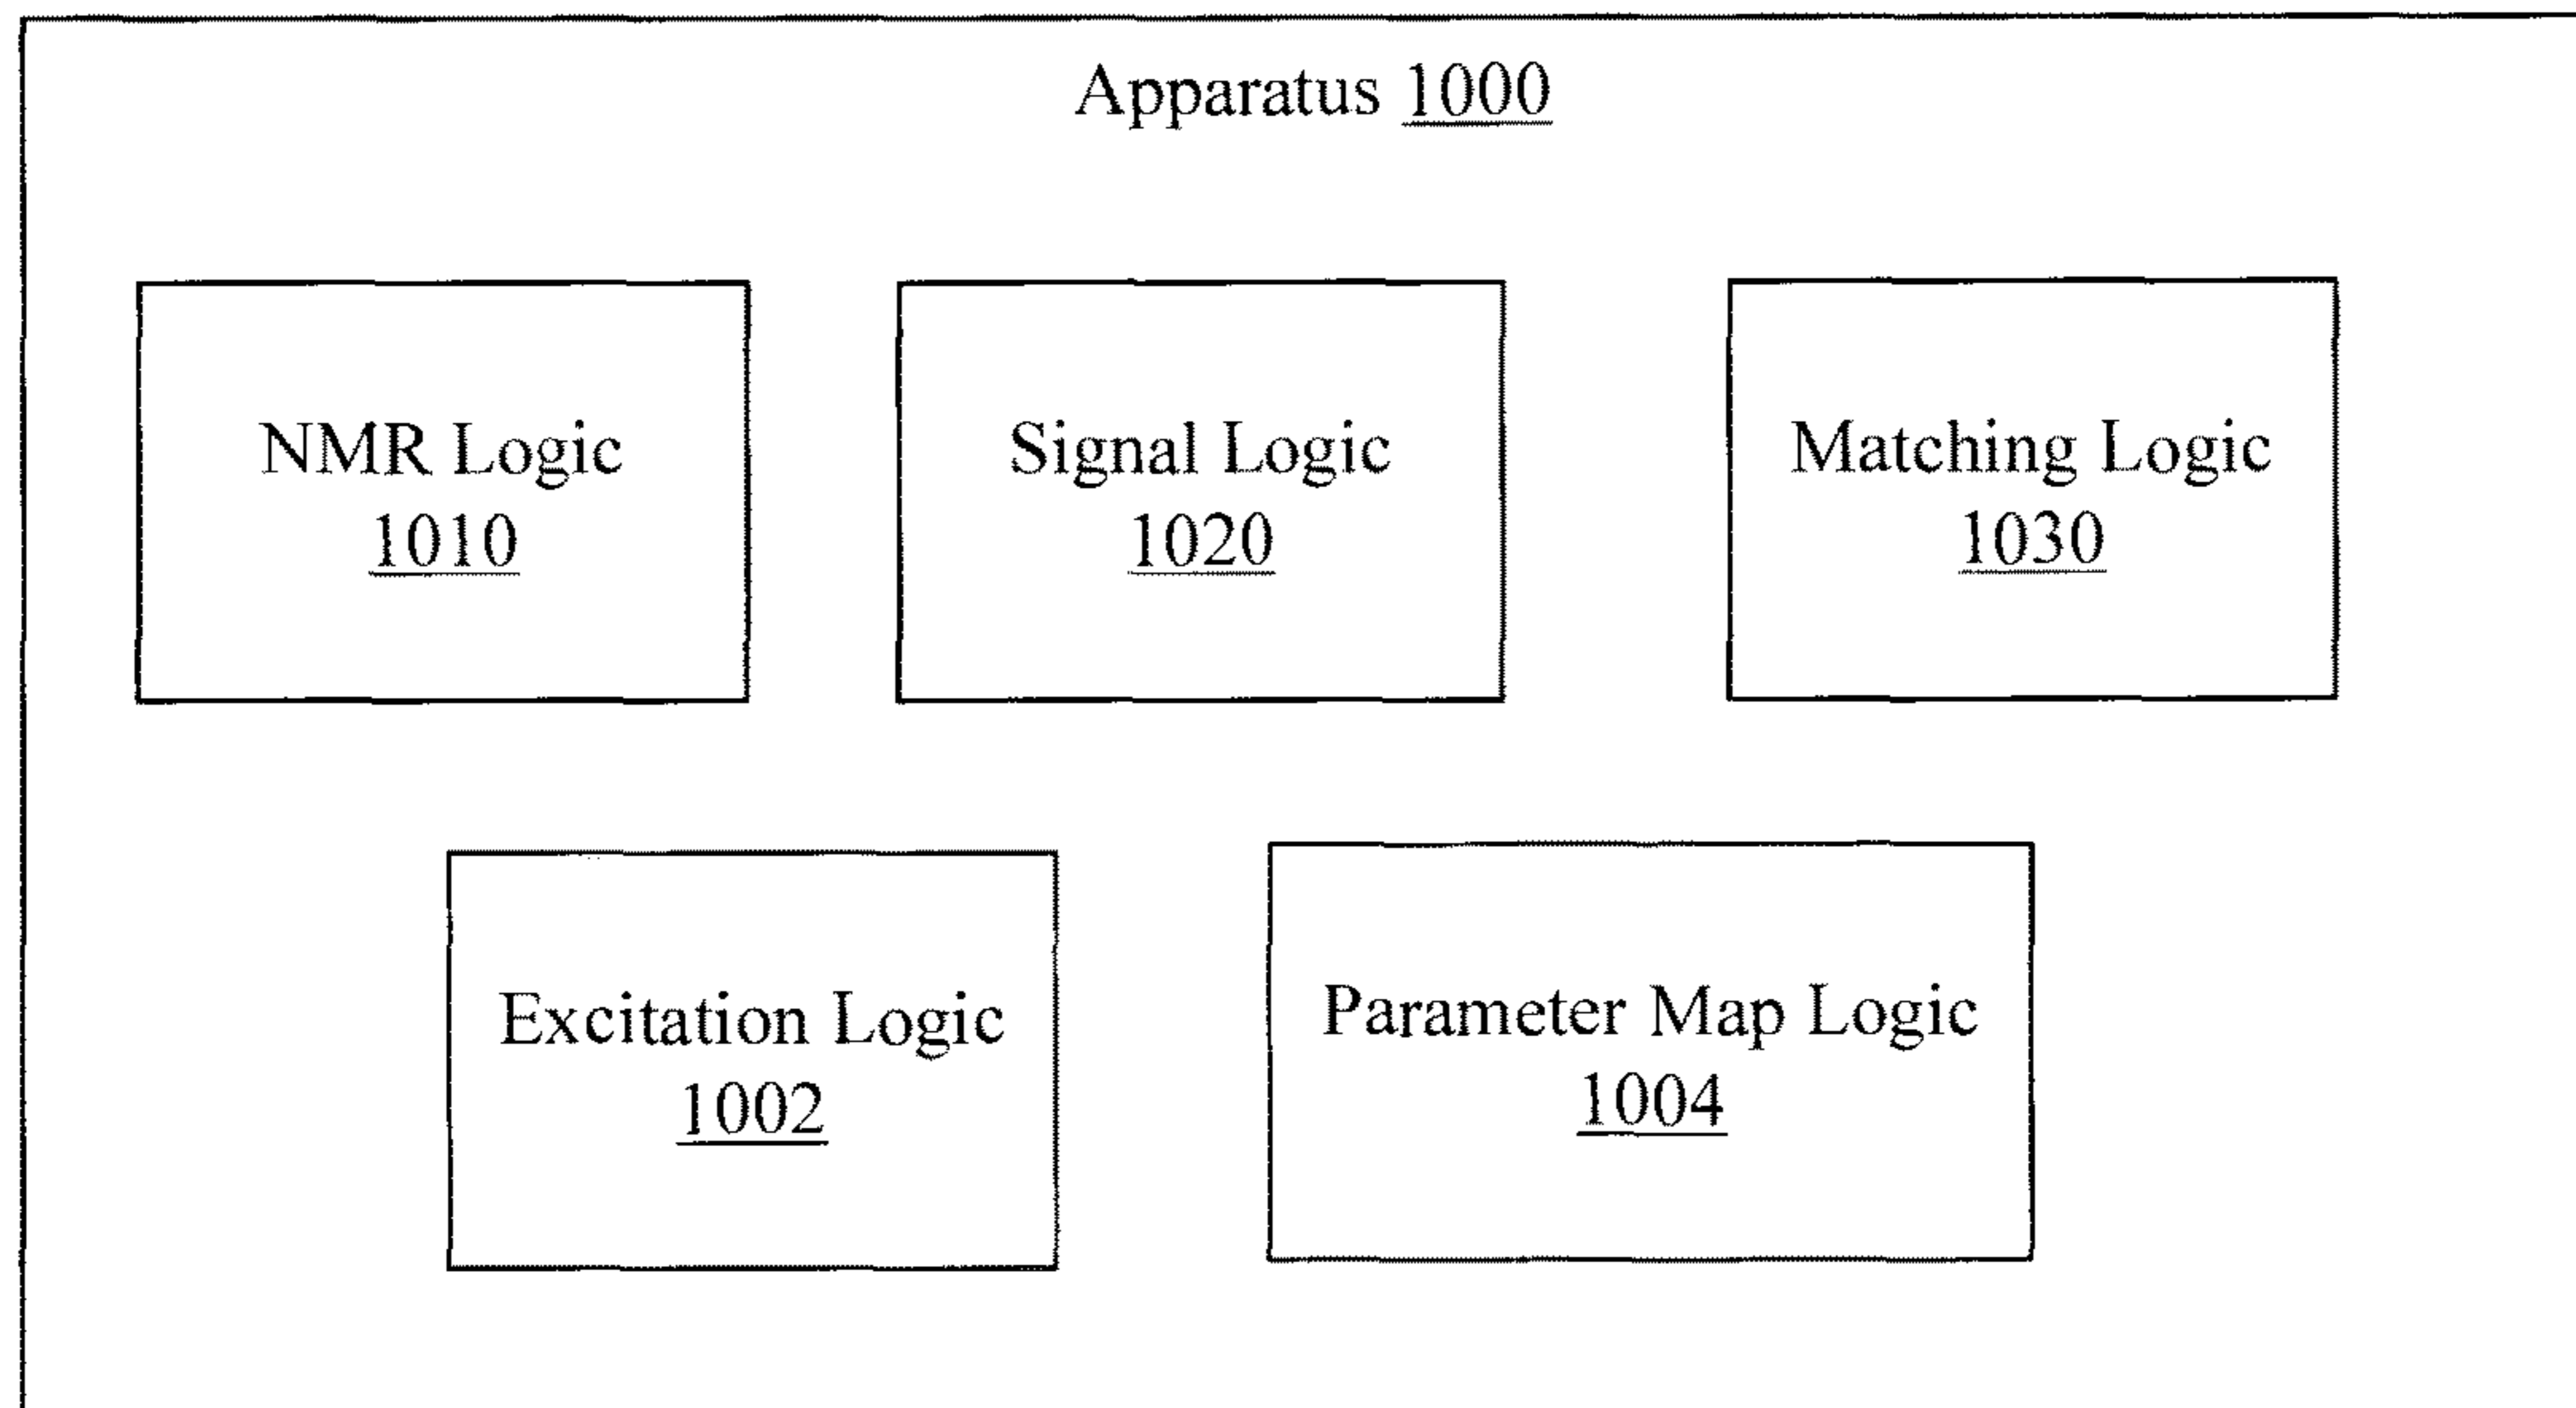 Apparatus 1000
NMR Logic
1010
Signal Logic
1020
Matching Logic
1030
Excitation Logic
1002
Parameter Map Logic
1004